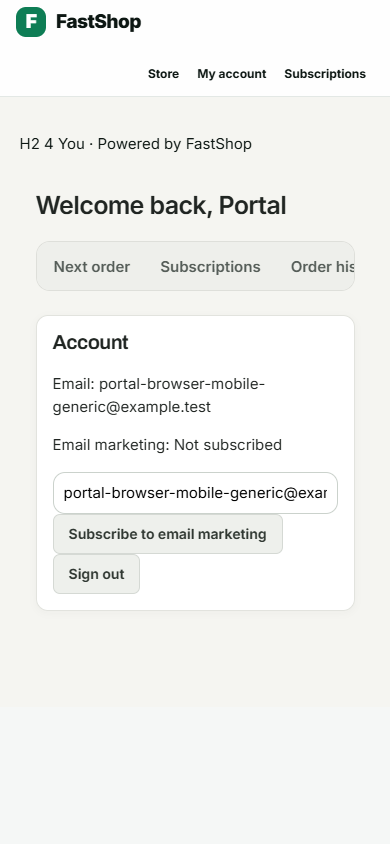 F FastShop
Store My account Subscriptions
H2 4 You · Powered by FastShop
Welcome back, Portal
Next order Subscriptions Order his
Account
Email: portal-browser-mobile-
generic@example.test
Email marketing: Not subscribed
portal-browser-mobile-generic@exar
Subscribe to email marketing
Sign out